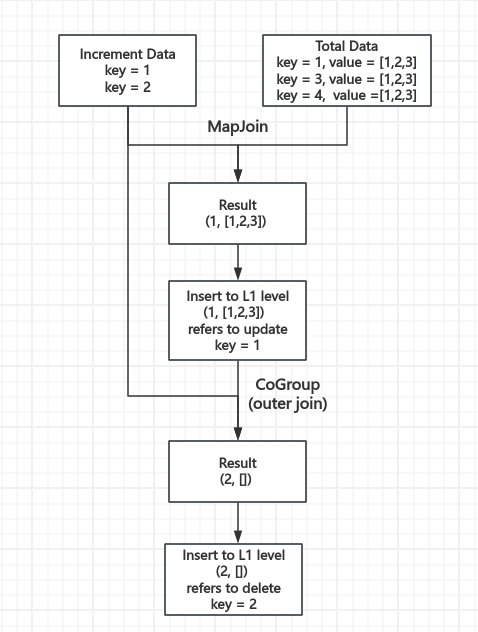 Increment Data
key = 1
key = 2
Total Data
key = 1, value = [1,2,3]
key = 3, value = [1,2,3]
key = 4,  value =[1,2,3]
MapJoin
Result
(1, [1,2,3])
Insert to L1 level
(1, [1,2,3])
refers to update
key = 1
CoGroup
(outer join)
Result
(2, [])
Insert to L1 level
(2, [])
refers to delete
key = 2